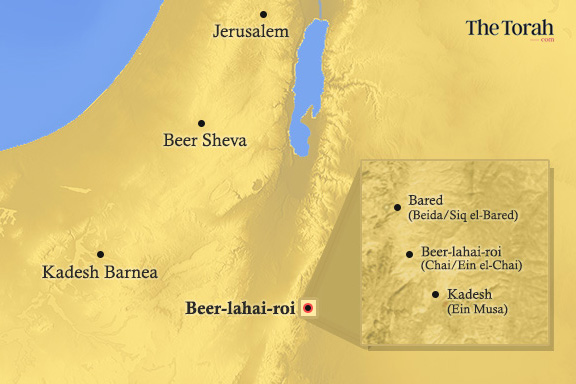 Jerusalem
The Torah
.com
Beer Sheva
Bared
(Beida/Siq el-Bared)
Beer-lahai-roi
(Chai/Ein el-Chai)
Kadesh Barnea
Kadesh
(Ein Musa)
Beer-lahai-roi